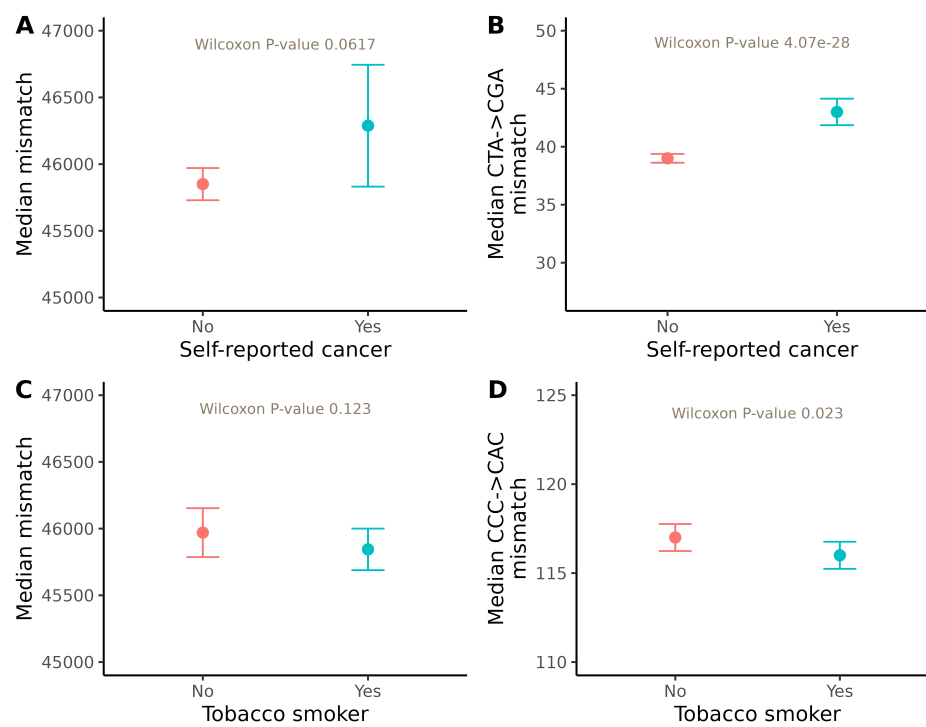 A
Wilcoxon P-value 0.0617
Median mismatch
47000
46500
46000
45500
45000
No
Yes
Self-reported cancer
B
Wilcoxon P-value 4.07e-28
Median CTA->CGA
mismatch
50
45
40
35
30
No
Yes
Self-reported cancer
C
Wilcoxon P-value 0.123
Median mismatch
47000
46500
46000
45500
45000
No
Yes
Tobacco smoker
D
Wilcoxon P-value 0.023
Median CCC->CAC
mismatch
125
120
115
110
No
Yes
Tobacco smoker